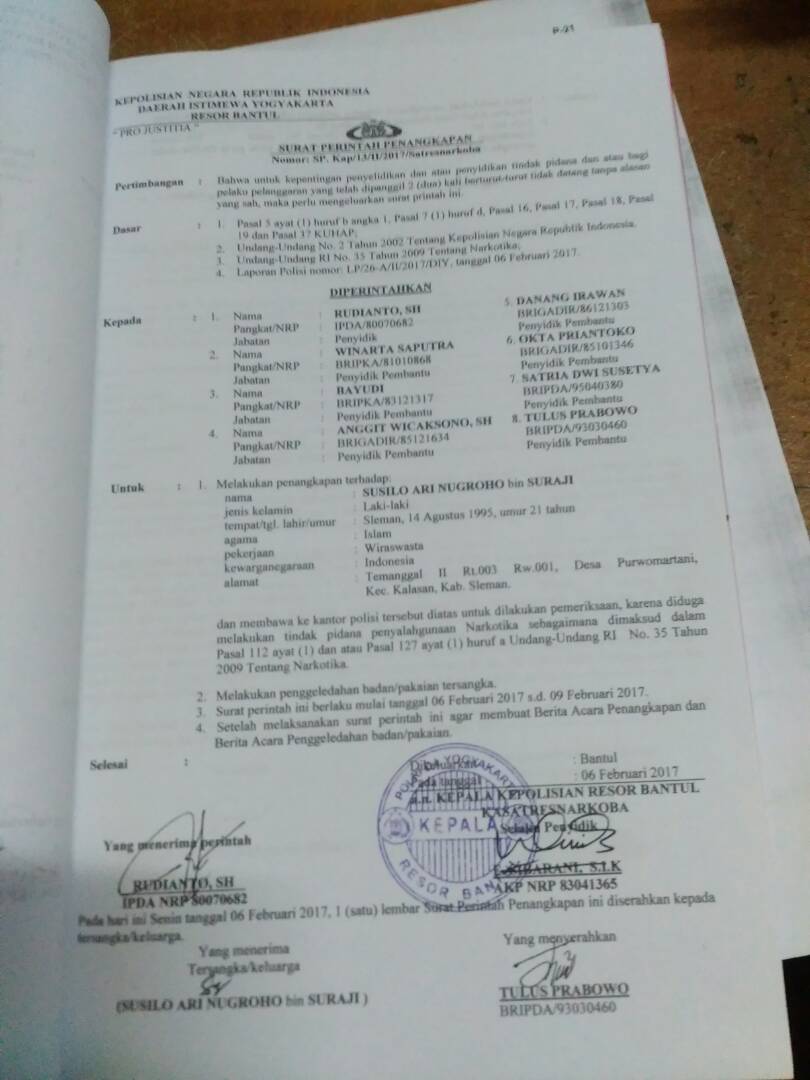 P-21
KEPOLISIAN NEGARA REPUBLIK INDONESIA
DAERAH ISTIMEWA YOGYAKARTA
RESOR BANTUL
" PRO JUSTITIA "
SURAT PERINTAH PENANGKAPAN
Nomor: SP. Kap/13/II/2017/Satresnarkoba
Pertimbangan : Bahwa untuk kepentingan penyelidikan dan atau penyidikan tindak pidana dan atau bagi
pelaku pelanggaran yang telah dipanggil 2 (dua) kali berturut-turut tidak datang tanpa alasan
yang sah, maka perlu mengeluarkan surat printah ini.
Dasar : 1. Pasal 5 ayat (1) huruf b angka 1, Pasal 7 (1) huruf d, Pasal 16, Pasal 17, Pasal 18, Pasal
19 dan Pasal 37 KUHAP;
2. Undang-Undang No. 2 Tahun 2002 Tentang Kepolisian Negara Republik Indonesia.
3. Undang-Undang RI No. 35 Tahun 2009 Tentang Narkotika;
4. Laporan Polisi nomor: LP/26-A/II/2017/DIY, tanggal 06 Februari 2017.
DIPERINTAHKAN
Kepada : 1. Nama : RUDIANTO, SH
Pangkat/NRP : IPDA/80070682
Jabatan : Penyidik
2. Nama : WINARTA SAPUTRA
Pangkat/NRP : BRIPKA/81010868
Jabatan : Penyidik Pembantu
3. Nama : BAYUDI
Pangkat/NRP : BRIPKA/83121317
Jabatan : Penyidik Pembantu
4. Nama : ANGGIT WICAKSONO, SH
Pangkat/NRP : BRIGADIR/85121634
Jabatan : Penyidik Pembantu
5. DANANG IRAWAN
BRIGADIR/86121303
Penyidik Pembantu
6. OKTA PRIANTOKO
BRIGADIR/85101346
Penyidik Pembantu
7. SATRIA DWI SUSETYA
BRIPDA/95040380
Penyidik Pembantu
8. TULUS PRABOWO
BRIPDA/93030460
Penyidik Pembantu
Untuk : 1. Melakukan penangkapan terhadap:
nama : SUSILO ARI NUGROHO bin SURAJI
jenis kelamin : Laki-laki
tempat/tgl. lahir/umur : Sleman, 14 Agustus 1995, umur 21 tahun
agama : Islam
pekerjaan : Wiraswasta
kewarganegaraan : Indonesia
alamat : Temanggal II Rt.003 Rw.001, Desa Purwomartani,
Kec. Kalasan, Kab. Sleman.
dan membawa ke kantor polisi tersebut diatas untuk dilakukan pemeriksaan, karena diduga
melakukan tindak pidana penyalahgunaan Narkotika sebagaimana dimaksud dalam
Pasal 112 ayat (1) dan atau Pasal 127 ayat (1) huruf a Undang-Undang RI No. 35 Tahun
2009 Tentang Narkotika.
2. Melakukan penggeledahan badan/pakaian tersangka.
3. Surat perintah ini berlaku mulai tanggal 06 Februari 2017 s.d. 09 Februari 2017.
4. Setelah melaksanakan surat perintah ini agar membuat Berita Acara Penangkapan dan
Berita Acara Penggeledahan badan/pakaian.
Selesai :
Dikeluarkan : Bantul
Pada tanggal : 06 Februari 2017
a.n. KEPALA KEPOLISIAN RESOR BANTUL
KASATRESNARKOBA
Selaku Penyidik
YOGYAKARTA
KEPALA
RESOR BANTUL
Yang menerima perintah
RUDIANTO, SH
IPDA NRP 80070682
S.I.K
AKP NRP 83041365
Pada hari ini Senin tanggal 06 Februari 2017, 1 (satu) lembar Surat Perintah Penangkapan ini diserahkan kepada
tersangka/keluarga.
Yang menerima
Tersangka/keluarga
(SUSILO ARI NUGROHO bin SURAJI )
Yang menyerahkan
TULUS PRABOWO
BRIPDA/93030460